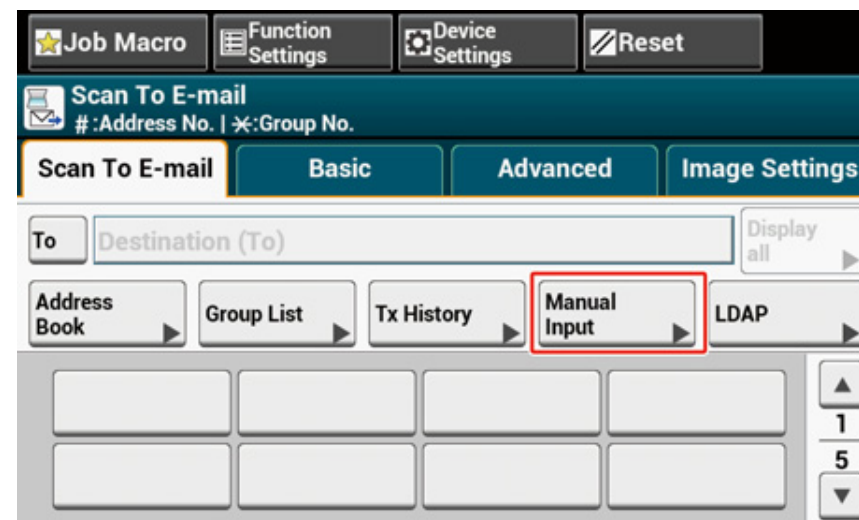 Job Macro
Function
Settings
Device
Settings
Reset
Scan To E-mail
#:Address No. | ⚹:Group No.
Scan To E-mail
Basic
Advanced
Image Settings
To
Destination (To)
Display
all
Address
Book
Group List
Tx History
Manual
Input
LDAP
1
5